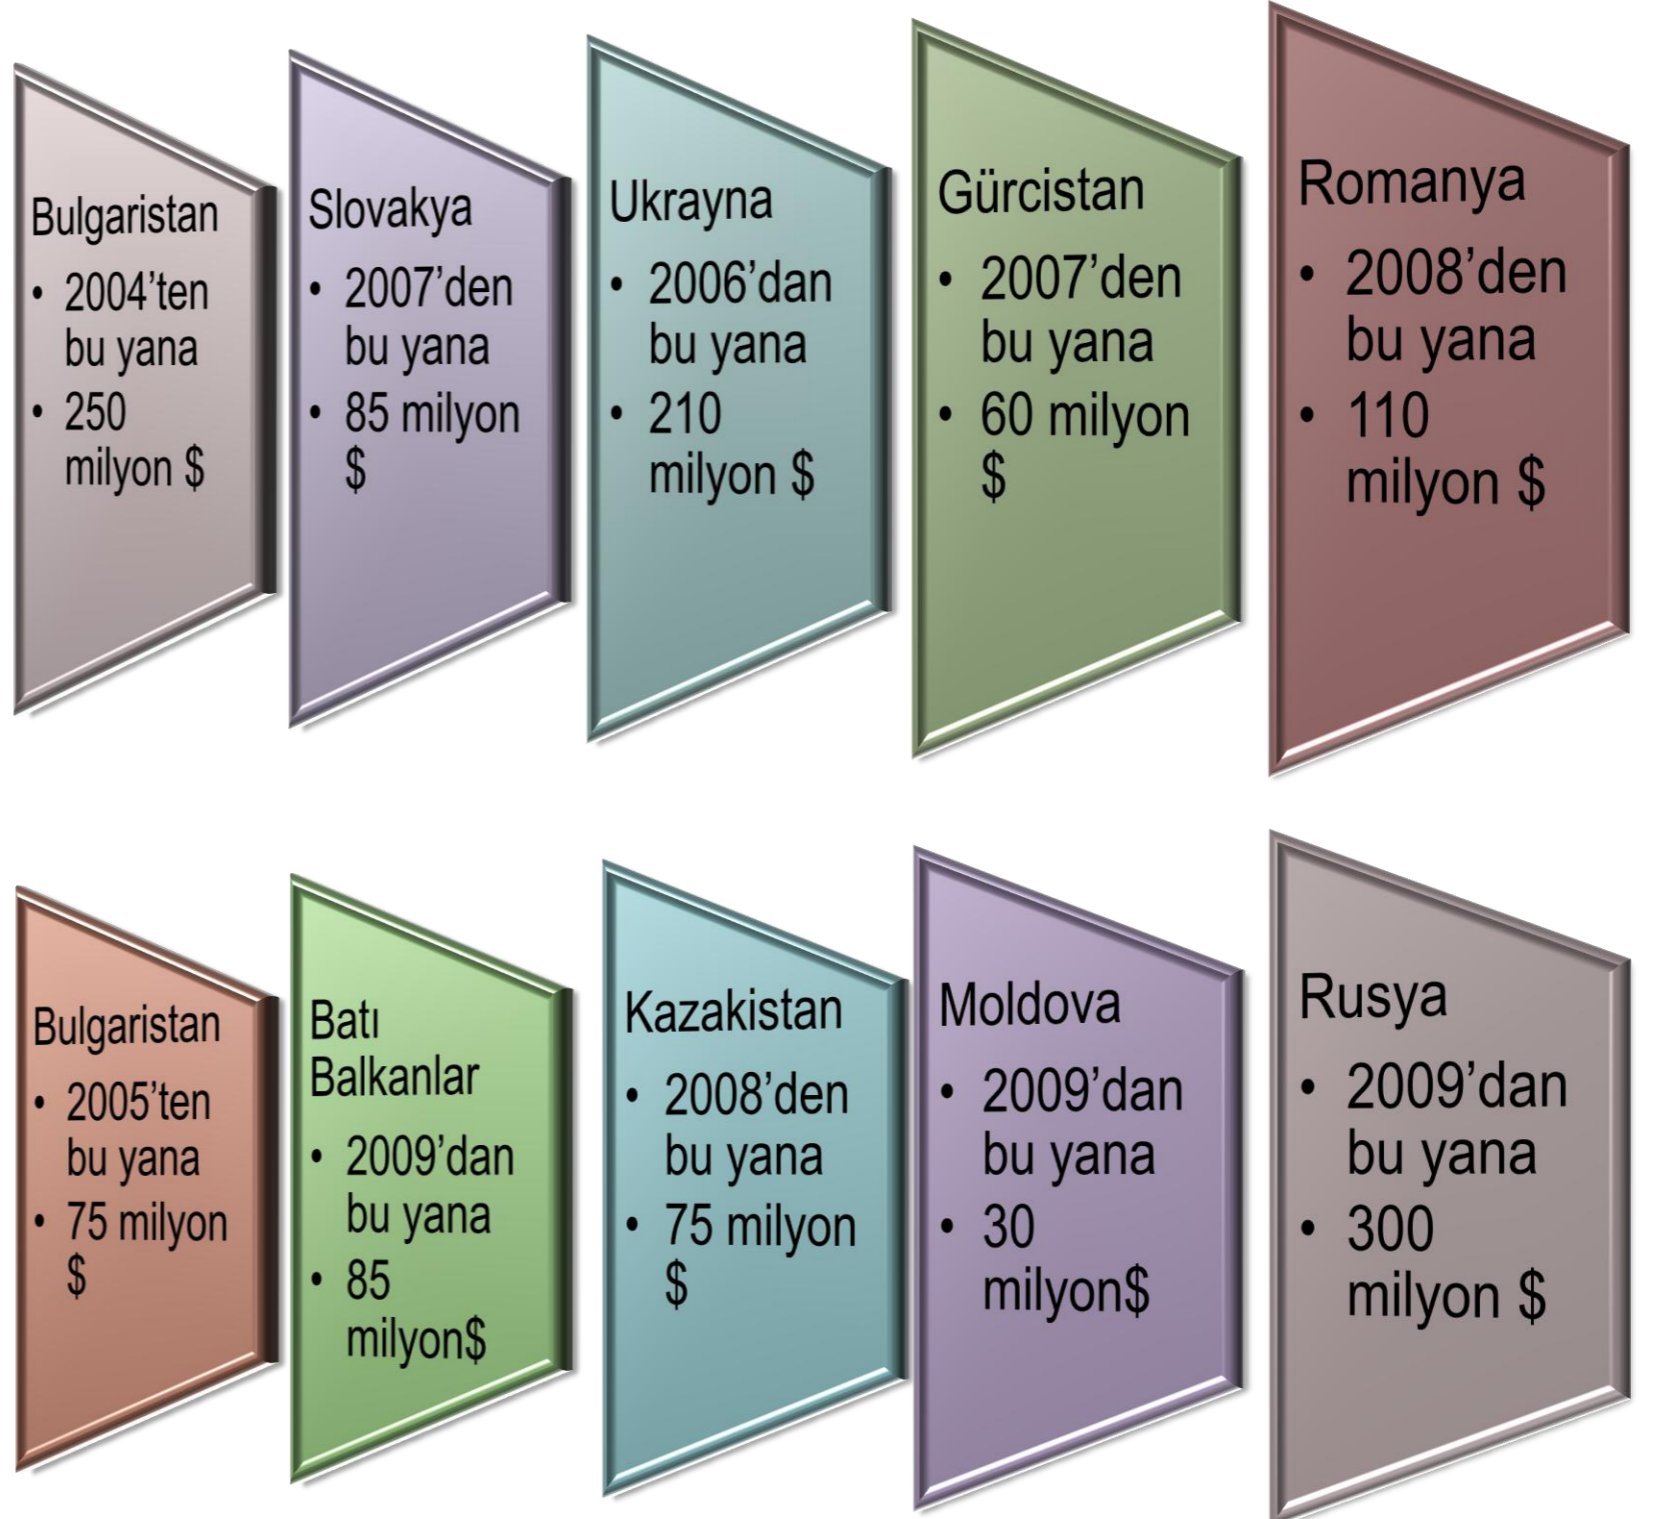 Bulgaristan
• 2004’ten
bu yana
• 250
milyon $
Slovakya
• 2007’den
bu yana
• 85 milyon
$
Ukrayna
• 2006’dan
bu yana
• 210
milyon $
Gürcistan
• 2007’den
bu yana
• 60 milyon
$
Romanya
• 2008’den
bu yana
• 110
milyon $
Bulgaristan
• 2005’ten
bu yana
• 75 milyon
$
Batı
Balkanlar
• 2009’dan
bu yana
• 85
milyon$
Kazakistan
• 2008’den
bu yana
• 75 milyon
$
Moldova
• 2009’dan
bu yana
• 30
milyon$
Rusya
• 2009’dan
bu yana
• 300
milyon $